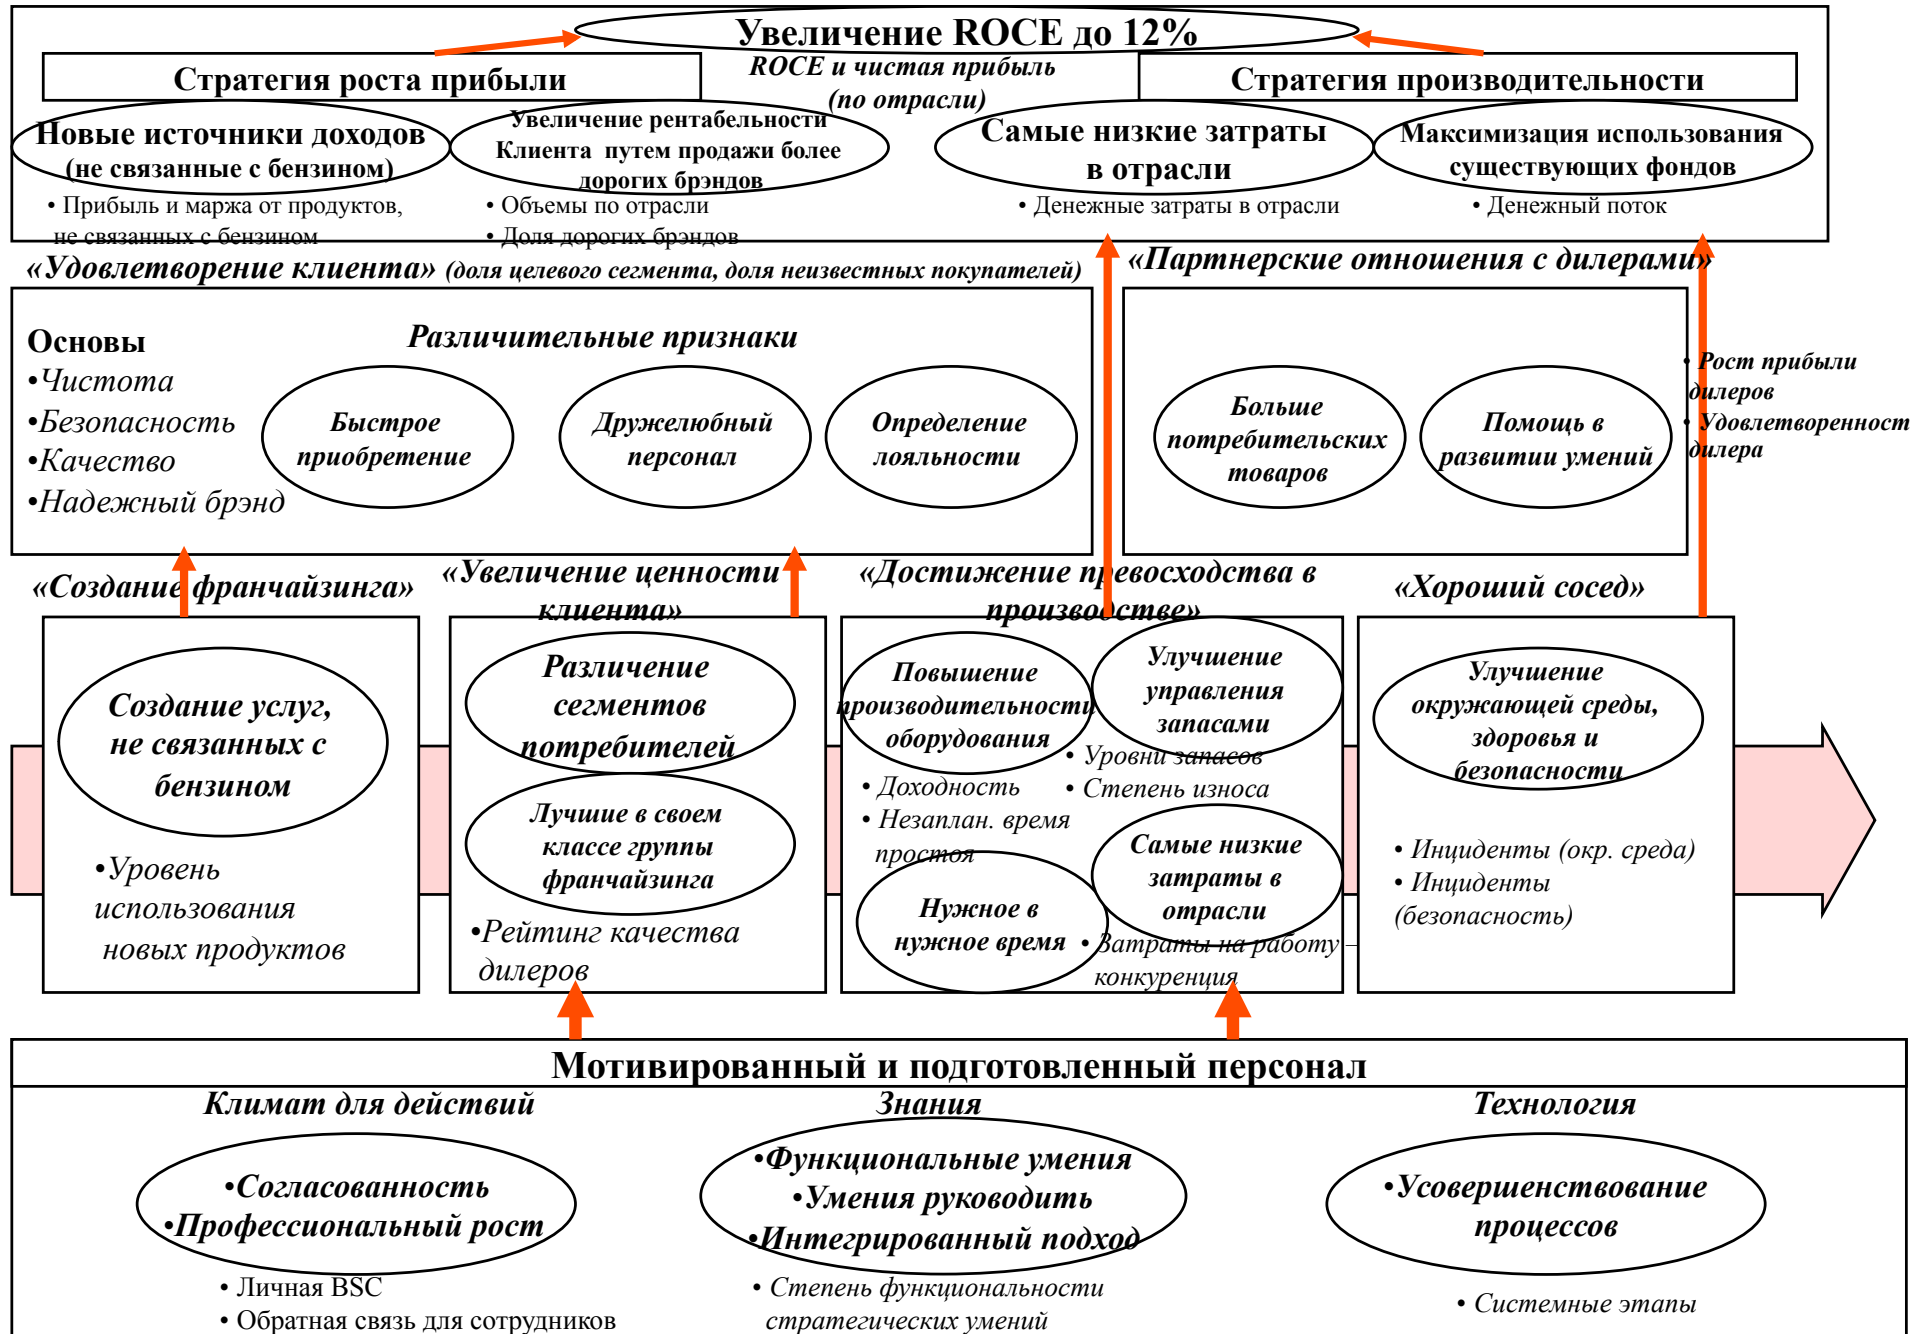 Увеличение ROCE до 12%
Стратегия роста прибыли
ROCE и чистая прибыль
(по отрасли)
Стратегия производительности
Новые источники доходов
(не связанные с бензином)
Увеличение рентабельности
Клиента путем продажи более
дорогих брэндов
Самые низкие затраты
в отрасли
Максимизация использования
существующих фондов
• Прибыль и маржа от продуктов,
не связанных с бензином
• Объемы по отрасли
• Доля дорогих брэндов
• Денежные затраты в отрасли
• Денежный поток
«Удовлетворение клиента» (доля целевого сегмента, доля неизвестных покупателей)
«Партнерские отношения с дилерами»
Основы
•Чистота
•Безопасность
•Качество
•Надежный брэнд
Различительные признаки
Быстрое
приобретение
Дружелюбный
персонал
Определение
лояльности
Больше
потребительских
товаров
Помощь в
развитии умений
• Рост прибыли
дилеров
• Удовлетворенност
дилера
«Создание франчайзинга»
«Увеличение ценности
клиента»
«Достижение превосходства в
производстве»
«Хороший сосед»
Создание услуг,
не связанных с
бензином
•Уровень
использования
новых продуктов
Различение
сегментов
потребителей
Лучшие в своем
классе группы
франчайзинга
•Рейтинг качества
дилеров
Повышение
производительности
оборудования
• Доходность
• Незаплан. время
простоя
Нужное в
нужное время
Улучшение
управления
запасами
• Уровни запасов
• Степень износа
Самые низкие
затраты в
отрасли
• Затраты на работу –
конкуренция
Улучшение
окружающей среды,
здоровья и
безопасности
• Инциденты (окр. среда)
• Инциденты
(безопасность)
Мотивированный и подготовленный персонал
Климат для действий
•Согласованность
•Профессиональный рост
• Личная BSC
• Обратная связь для сотрудников
Знания
•Функциональные умения
•Умения руководить
•Интегрированный подход
• Степень функциональности
стратегических умений
Технология
•Усовершенствование
процессов
• Системные этапы